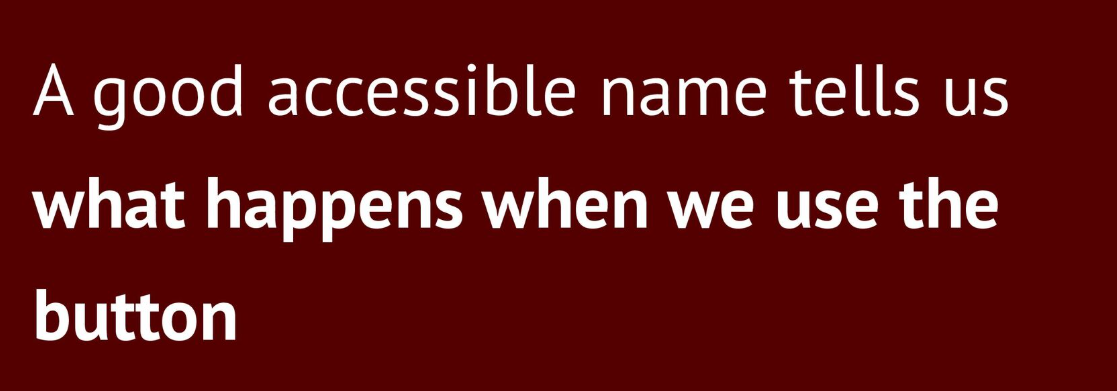 A good accessible name tells us
what happens when we use the
button